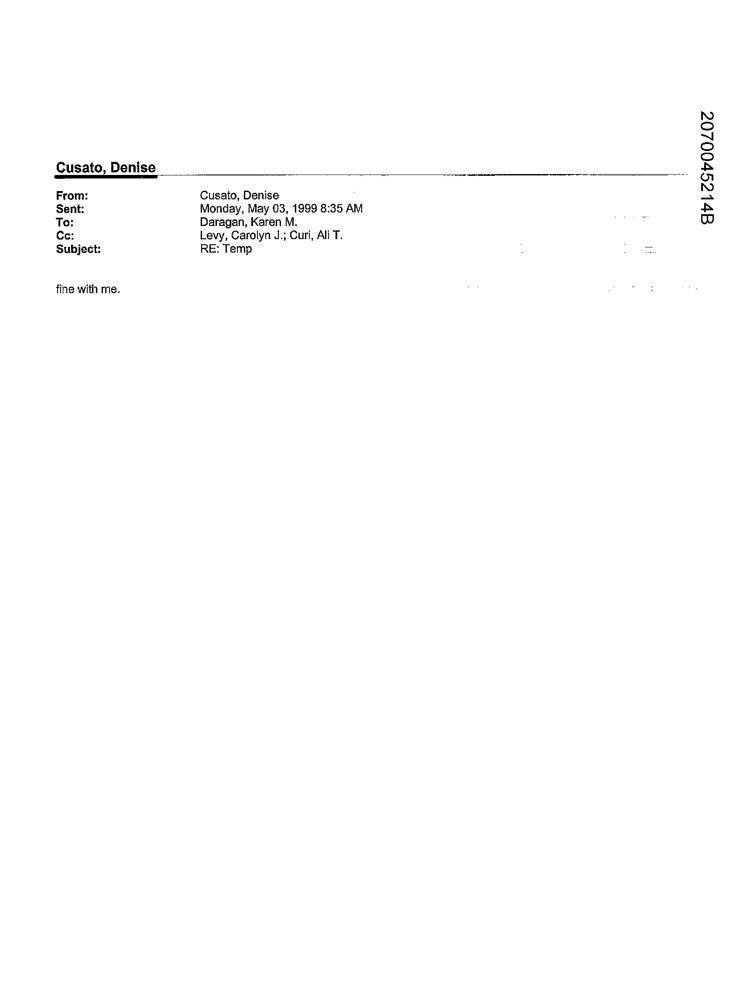 2070045214B
Cusato, Denise
From: Cusato, Denise
Sent: Monday, May 03, 1999 8:35 AM
To: Daragan, Karen M.
Cc: Levy, Carolyn J.; Curi, Ali T.
Subject: RE: Temp
fine with me.